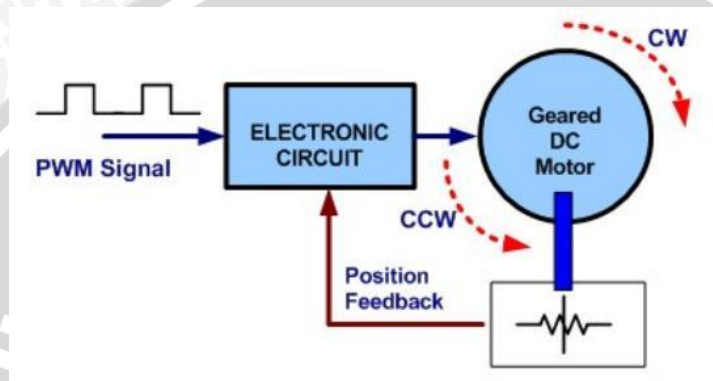 CW
PWM Signal
ELECTRONIC
CIRCUIT
Geared
DC
Motor
CCW
Position
Feedback